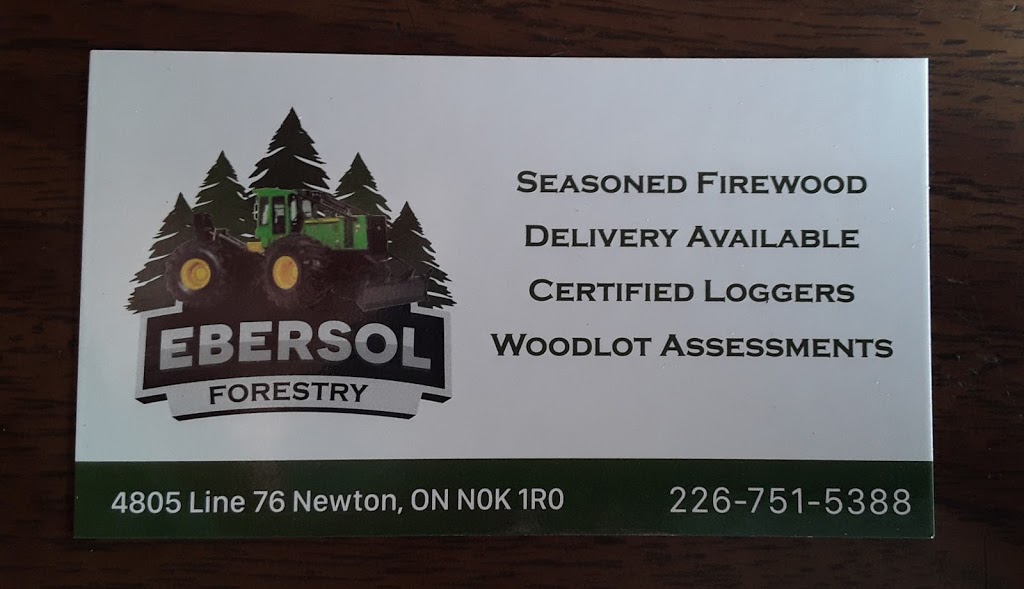 EBERSOL
FORESTRY
SEASONED FIREWOOD
DELIVERY AVAILABLE
CERTIFIED LOGGERS
WOODLOT ASSESSMENTS
4805 Line 76 Newton, ON N0K 1R0
226-751-5388